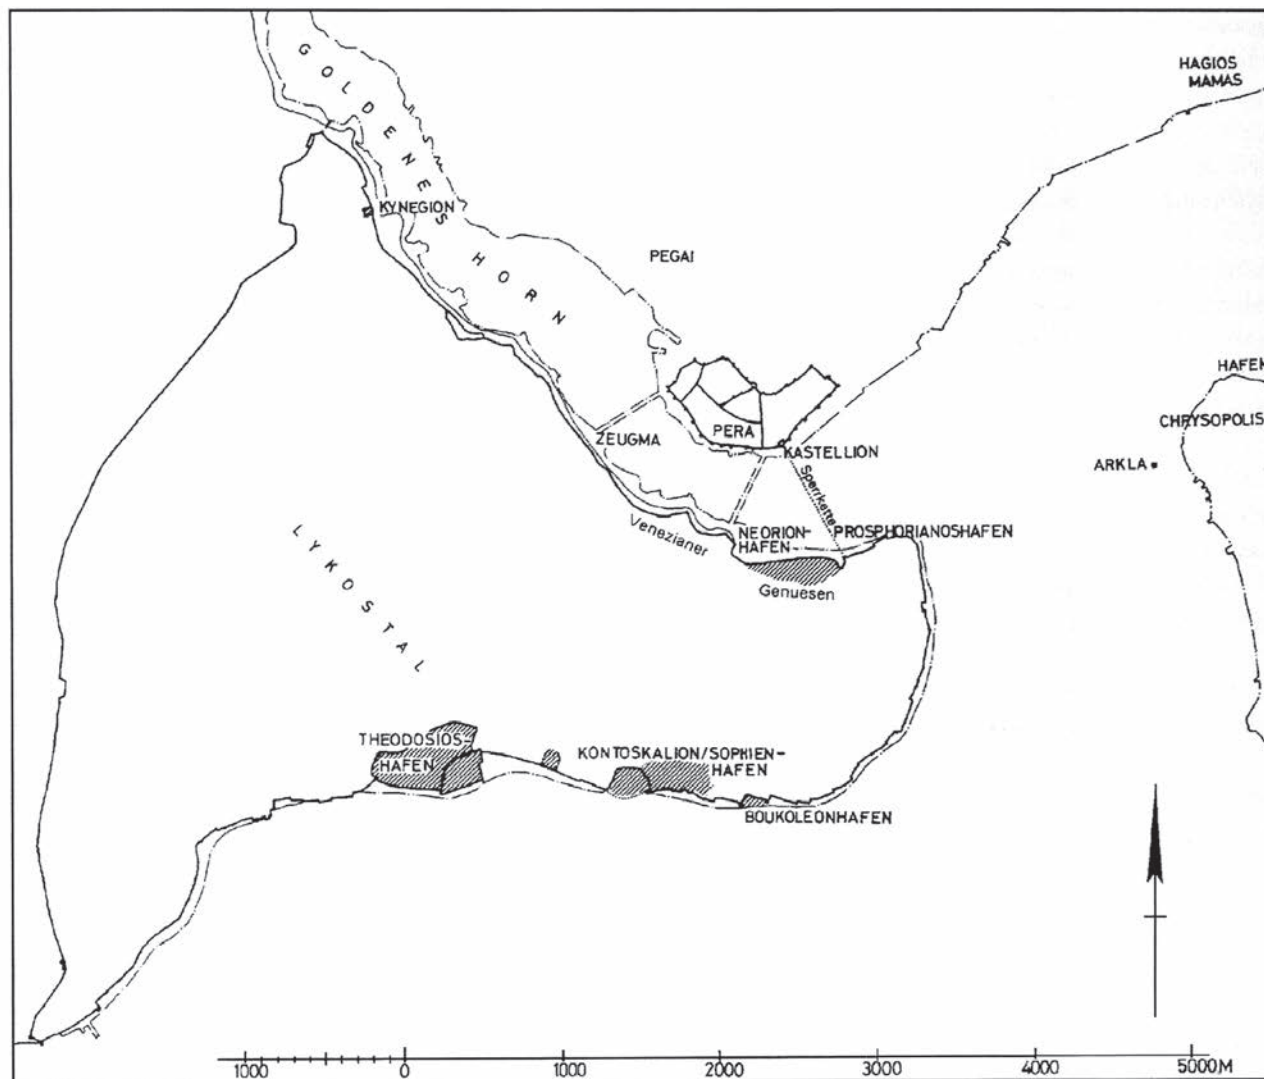 HAGIOS
MAMAS
GOLDENES HORN
KYNEGION
PEGAI
HAFEN
CHRYSOPOLIS
PERA
ZEUGMA
KASTELLION
ARKLA
Sperrkette
Venezianer
NEORION-
HAFEN
PROSPHORIANOSHAFEN
Genuesen
LYKOSTAL
THEODOSIOS-
HAFEN
KONTOSKALION/SOPHIEN-
HAFEN
BOUKOLEONHAFEN
1000 0 1000 2000 3000 4000 5000M